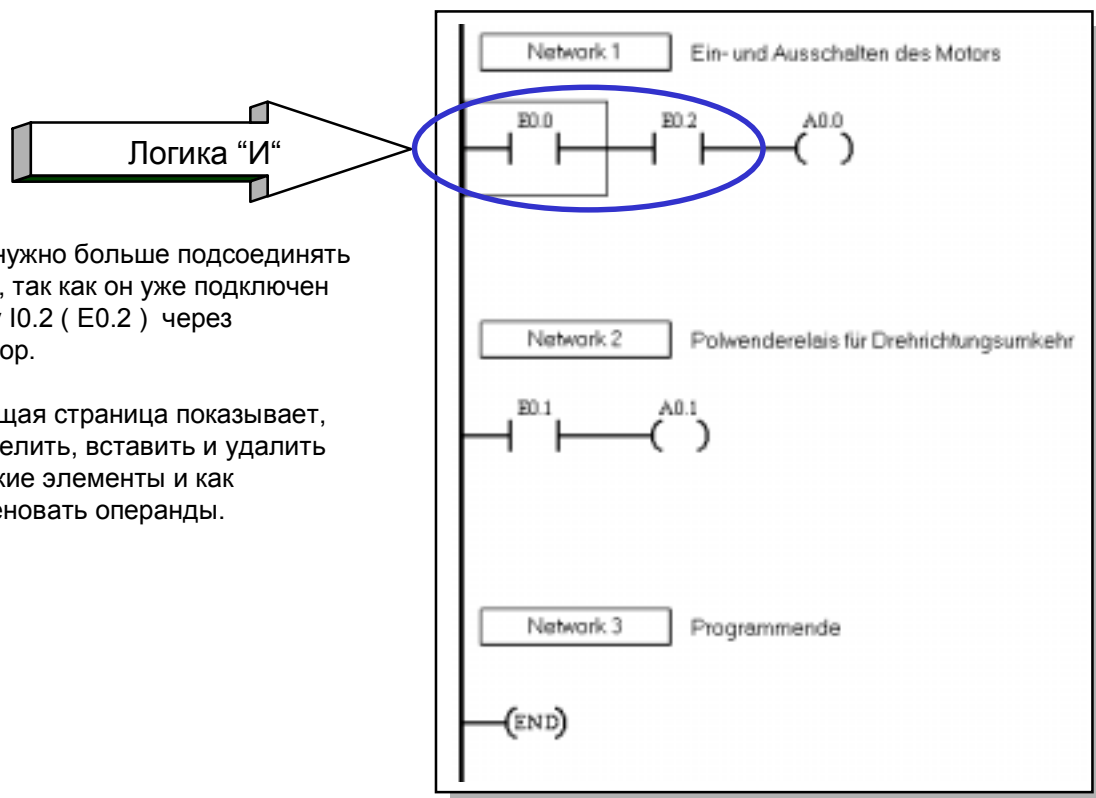 Network 1 Ein- und Ausschalten des Motors
E0.0 E0.2 A0.0
Логика “И“
нужно больше подсоединять
, так как он уже подключен
I0.2 ( E0.2 ) через
ор.
Network 2 Polwenderelais für Drehrichtungsumkehr
щая страница показывает,
елить, вставить и удалить
кие элементы и как
еновать операнды.
E0.1 A0.1
Network 3 Programmende
(END)